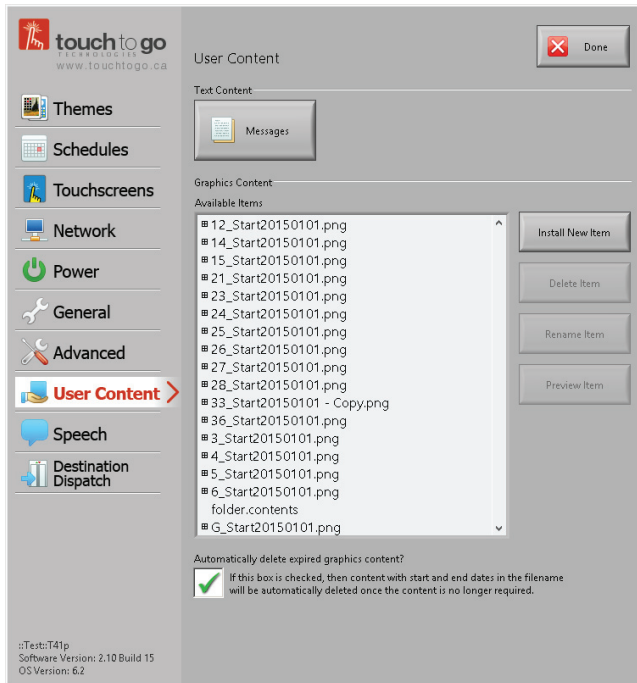 touch to go
TECHNOLOGIES
www.touchtogo.ca
Themes
Schedules
Touchscreens
Network
Power
General
Advanced
User Content
Speech
Destination
Dispatch
::Test::T41p
Software Version: 2.10 Build 15
OS Version: 6.2
User Content
Done
Text Content
Messages
Graphics Content
Available Items
12_Start20150101.png
14_Start20150101.png
15_Start20150101.png
21_Start20150101.png
23_Start20150101.png
24_Start20150101.png
25_Start20150101.png
26_Start20150101.png
27_Start20150101.png
28_Start20150101.png
33_Start20150101 - Copy.png
36_Start20150101.png
3_Start20150101.png
4_Start20150101.png
5_Start20150101.png
6_Start20150101.png
folder.contents
G_Start20150101.png
Install New Item
Delete Item
Rename Item
Preview Item
Automatically delete expired graphics content?
If this box is checked, then content with start and end dates in the filename
will be automatically deleted once the content is no longer required.